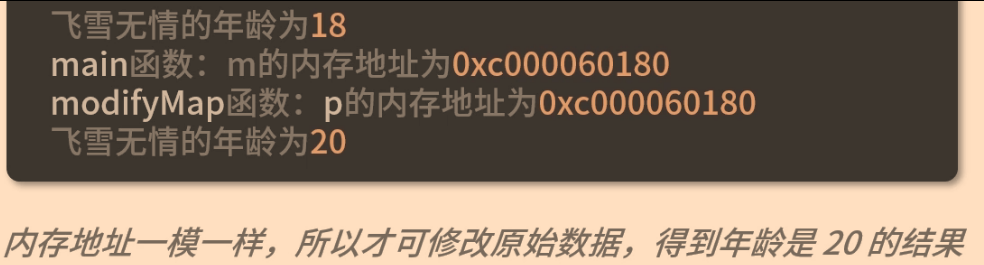 飞雪无情的年龄为18
main函数：m的内存地址为0xc000060180
modifyMap函数：p的内存地址为0xc000060180
飞雪无情的年龄为20
内存地址一模一样，所以才可修改原始数据，得到年龄是 20 的结果